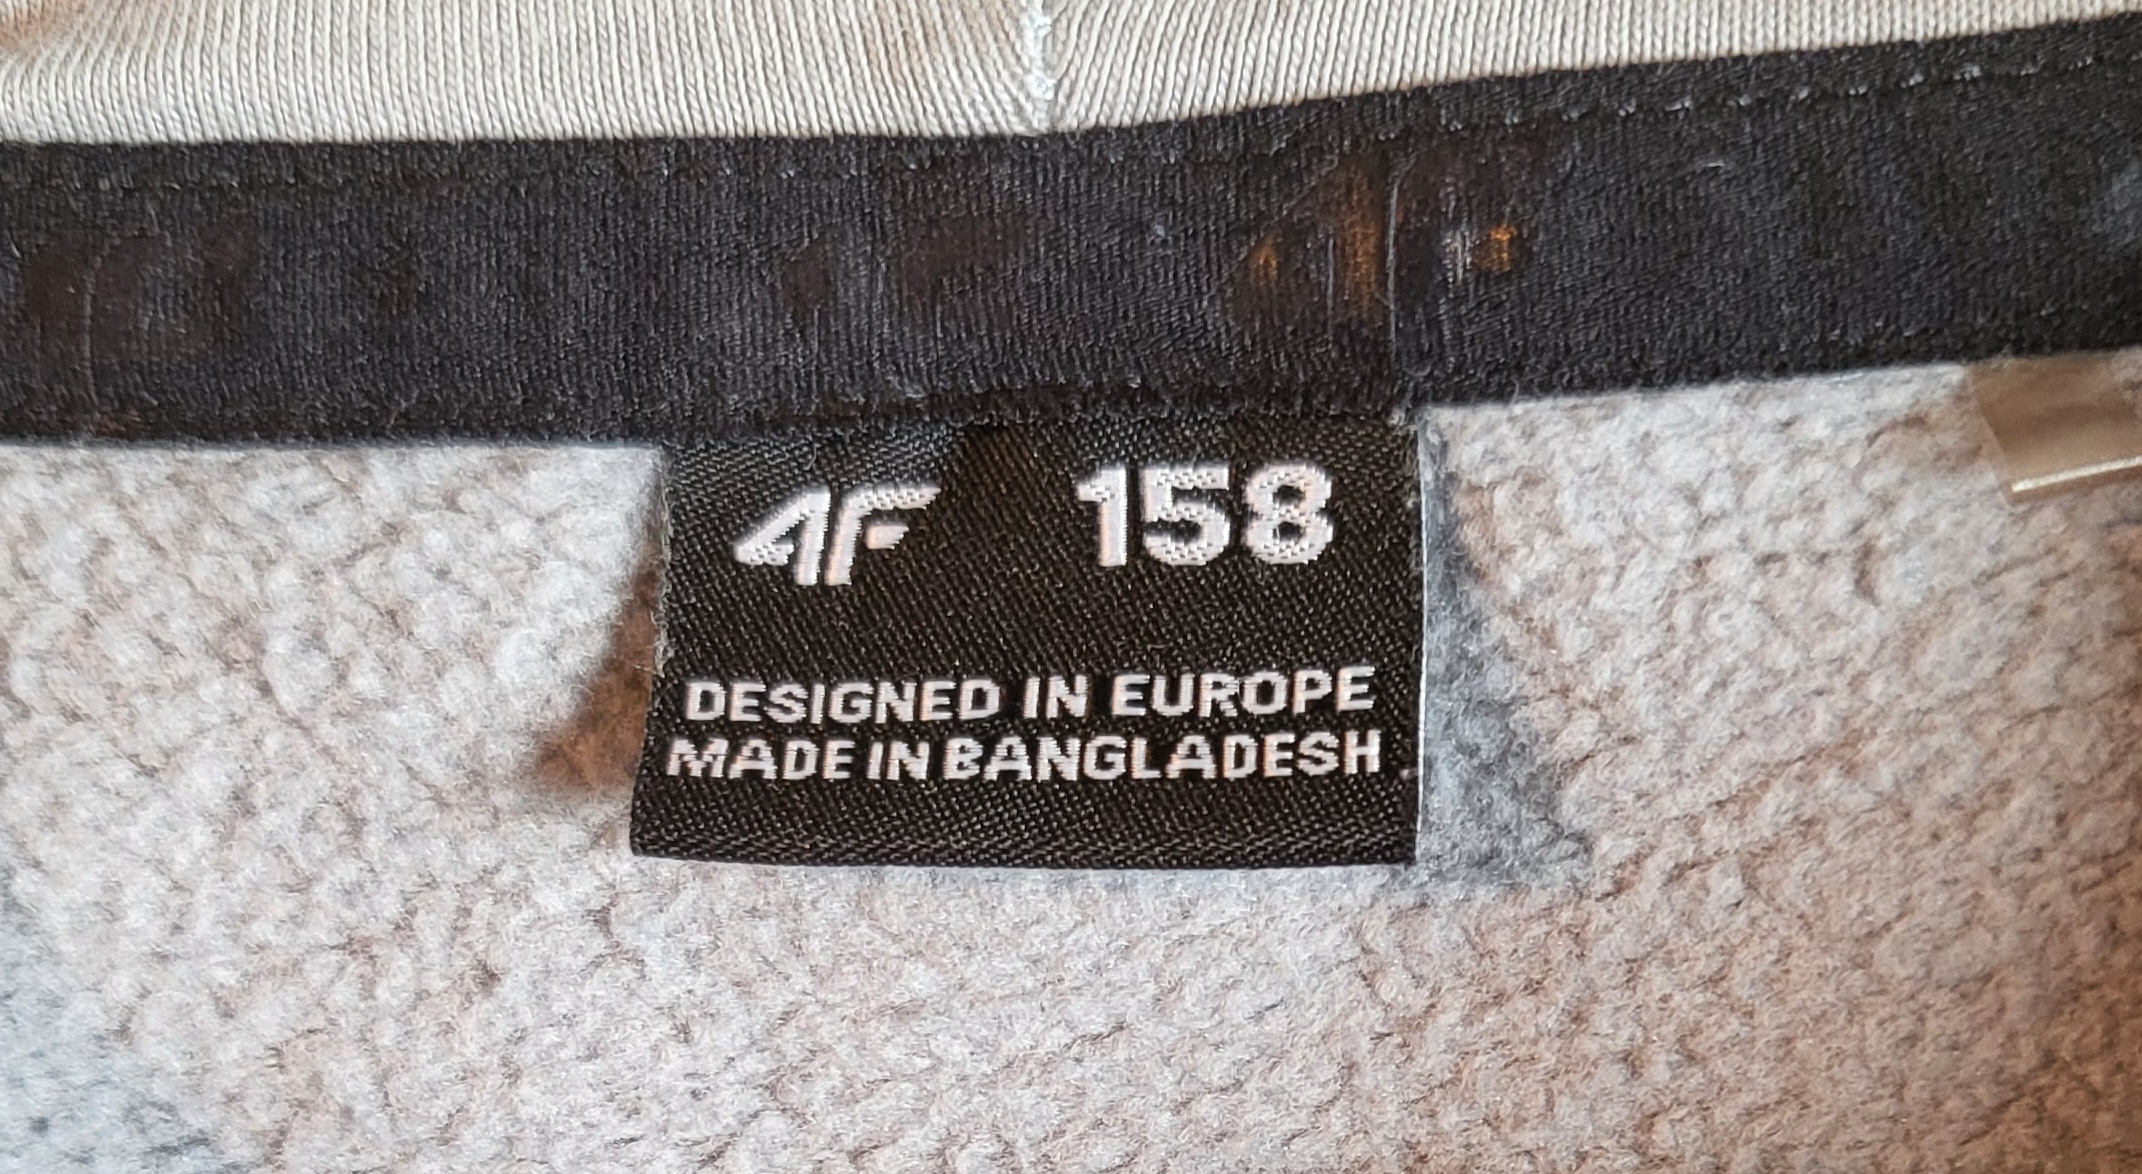 4F 158
DESIGNED IN EUROPE
MADE IN BANGLADESH